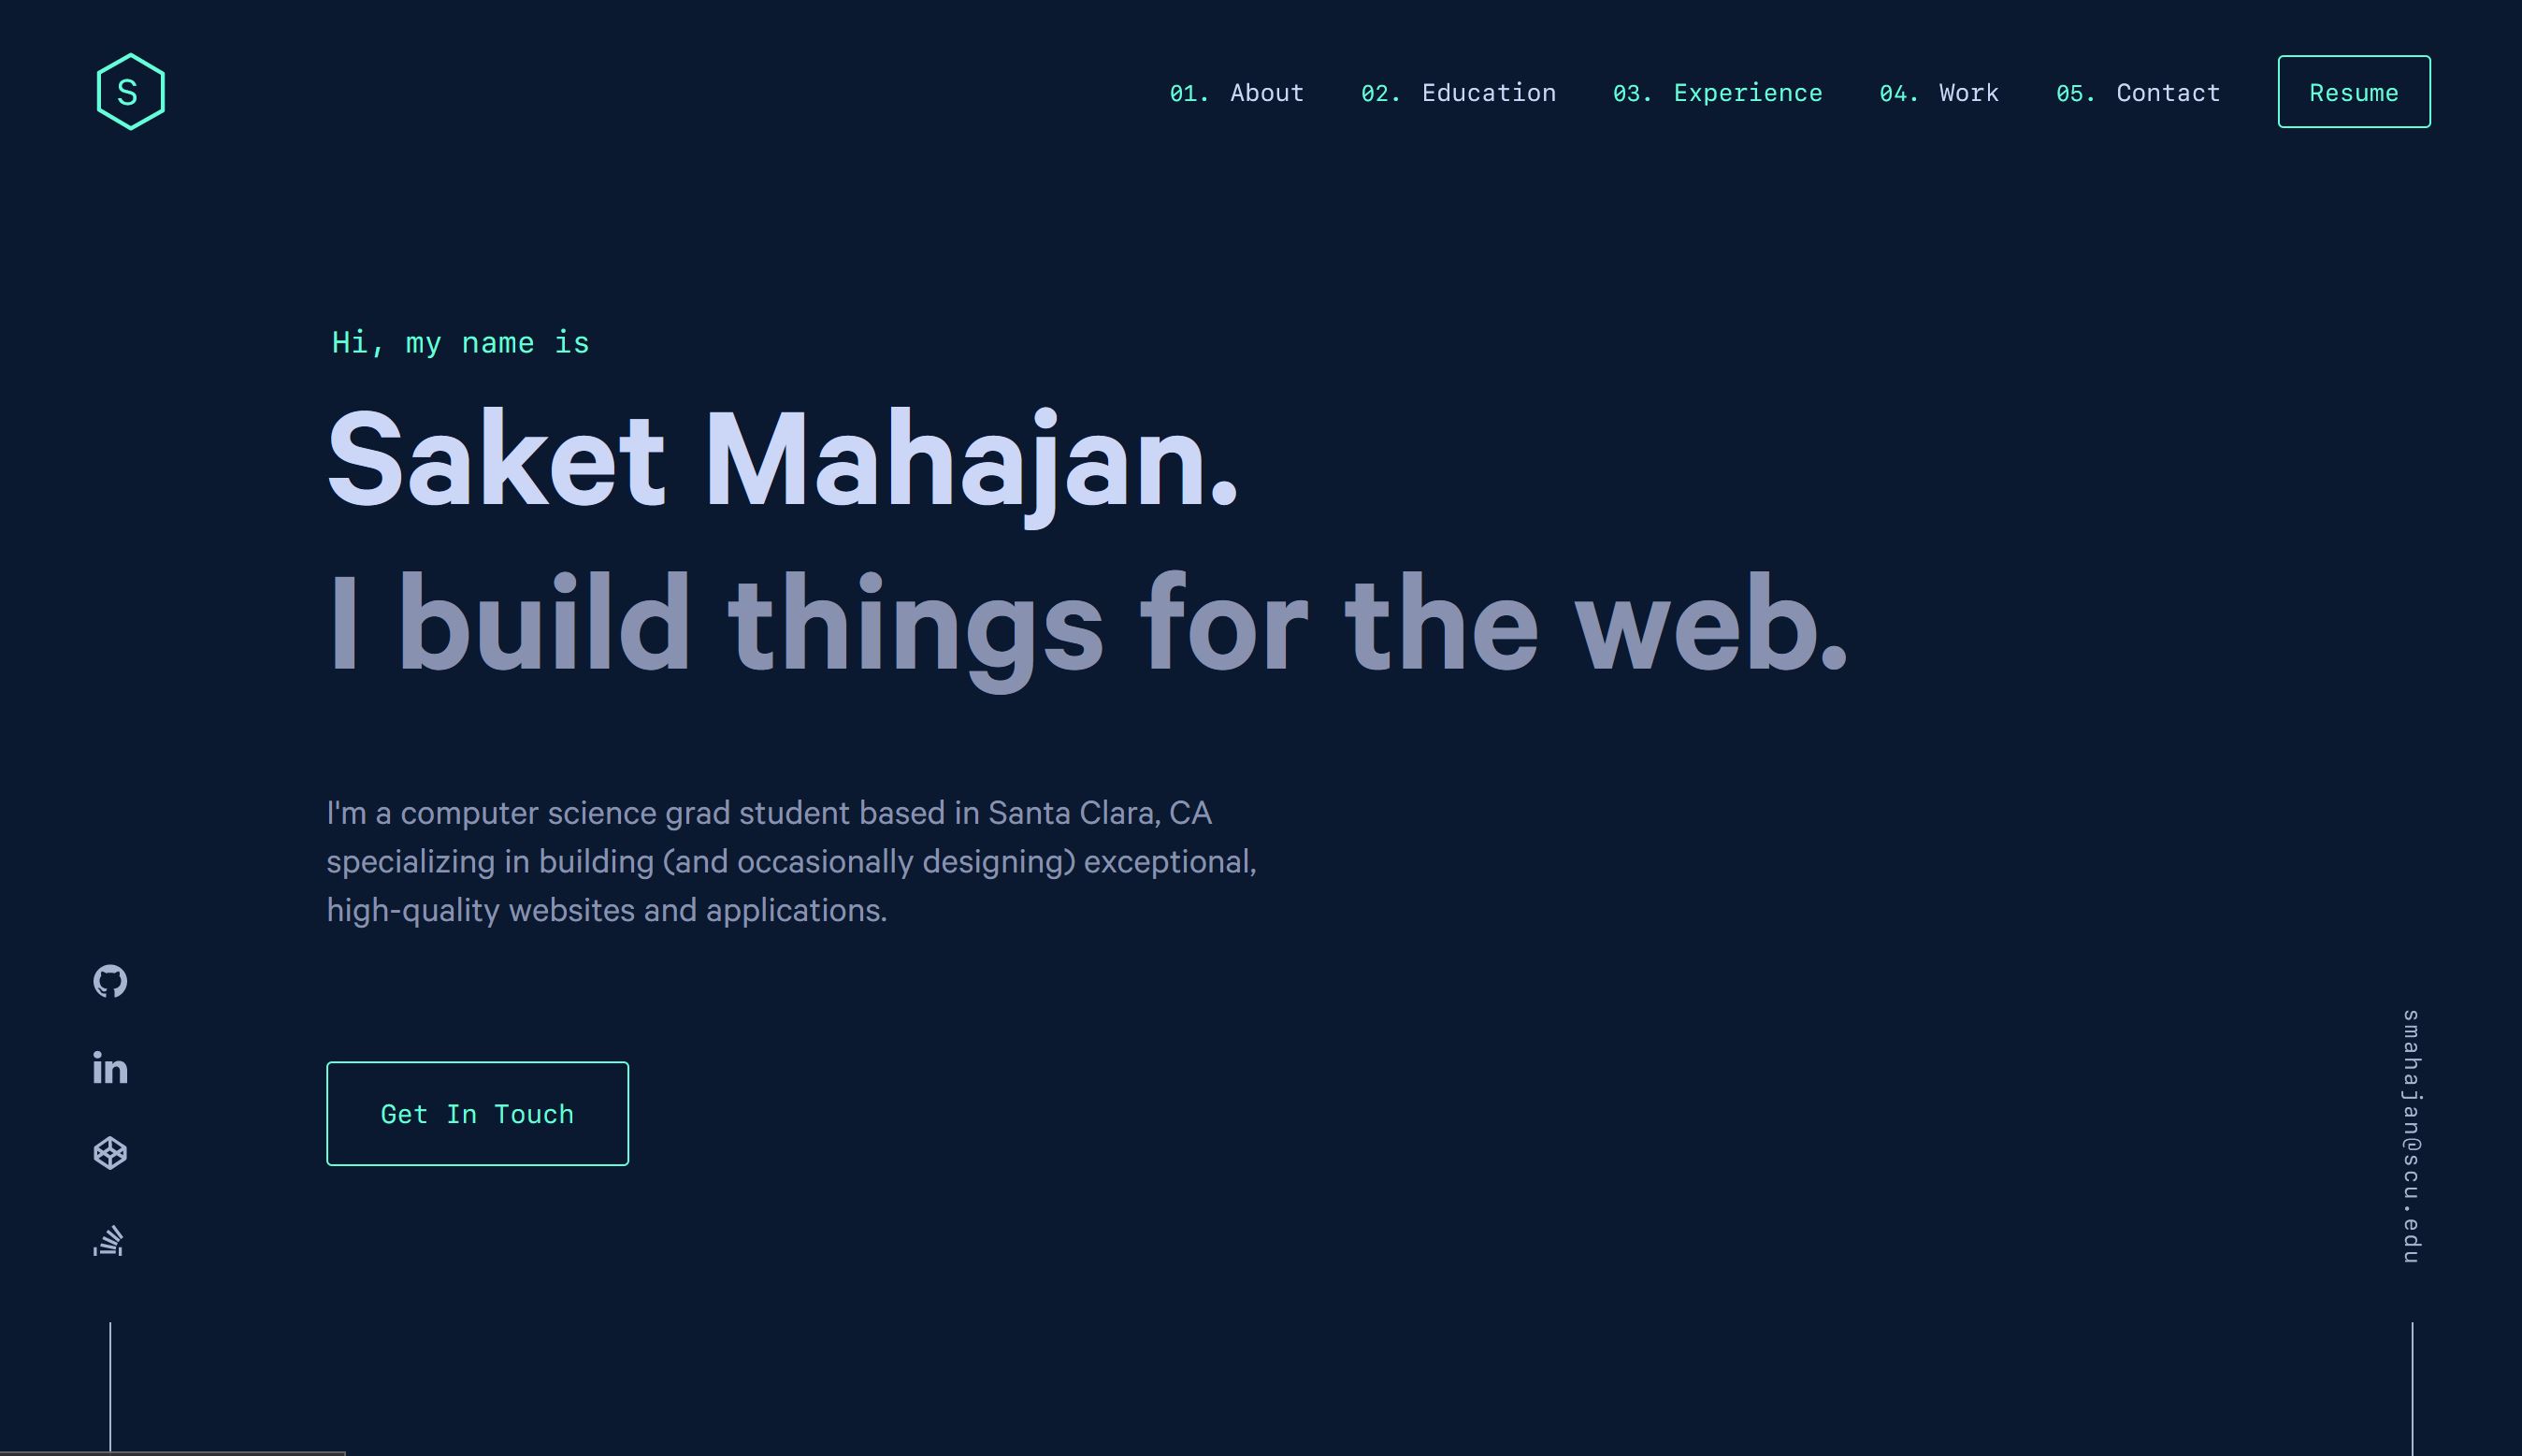 S
01. About 02. Education 03. Experience 04. Work 05. Contact Resume
Hi, my name is
Saket Mahajan.
I build things for the web.
I'm a computer science grad student based in Santa Clara, CA
specializing in building (and occasionally designing) exceptional,
high-quality websites and applications.
in
Get In Touch
smahajan@scu.edu